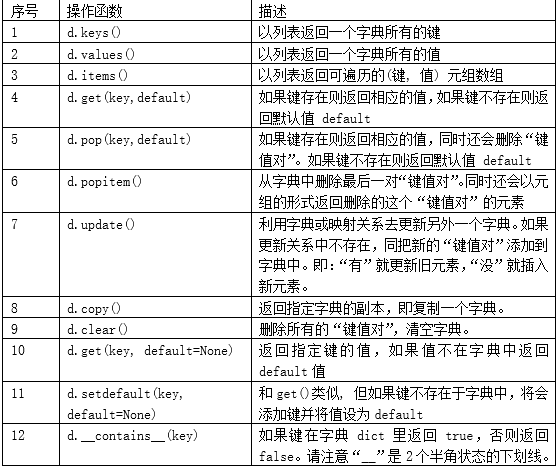 序号 操作函数 描述
1 d.keys() 以列表返回一个字典所有的键
2 d.values() 以列表返回一个字典所有的值
3 d.items() 以列表返回可遍历的(键, 值) 元组数组
4 d.get(key,default) 如果键存在则返回相应的值,如果键不存在则返
回默认值 default
5 d.pop(key,default) 如果键存在则返回相应的值,同时还会删除“键
值对”。如果键不存在则返回默认值 default
6 d.popitem() 从字典中删除最后一对“键值对”。同时还会以元
组的形式返回删除的这个“键值对”的元素
7 d.update() 利用字典或映射关系去更新另外一个字典。如果
更新关系中不存在，同把新的“键值对”添加到
字典中。即：“有”就更新旧元素，“没”就插入
新元素。
8 d.copy() 返回指定字典的副本，即复制一个字典。
9 d.clear() 删除所有的“键值对”，清空字典。
10 d.get(key, default=None) 返回指定键的值，如果值不在字典中返回
default 值
11 d.setdefault(key, 和 get()类似, 但如果键不存在于字典中，将会
default=None) 添加键并将值设为 default
12 d.__contains__(key) 如果键在字典 dict 里返回 true，否则返回
false。请注意“__”是 2 个半角状态的下划线。